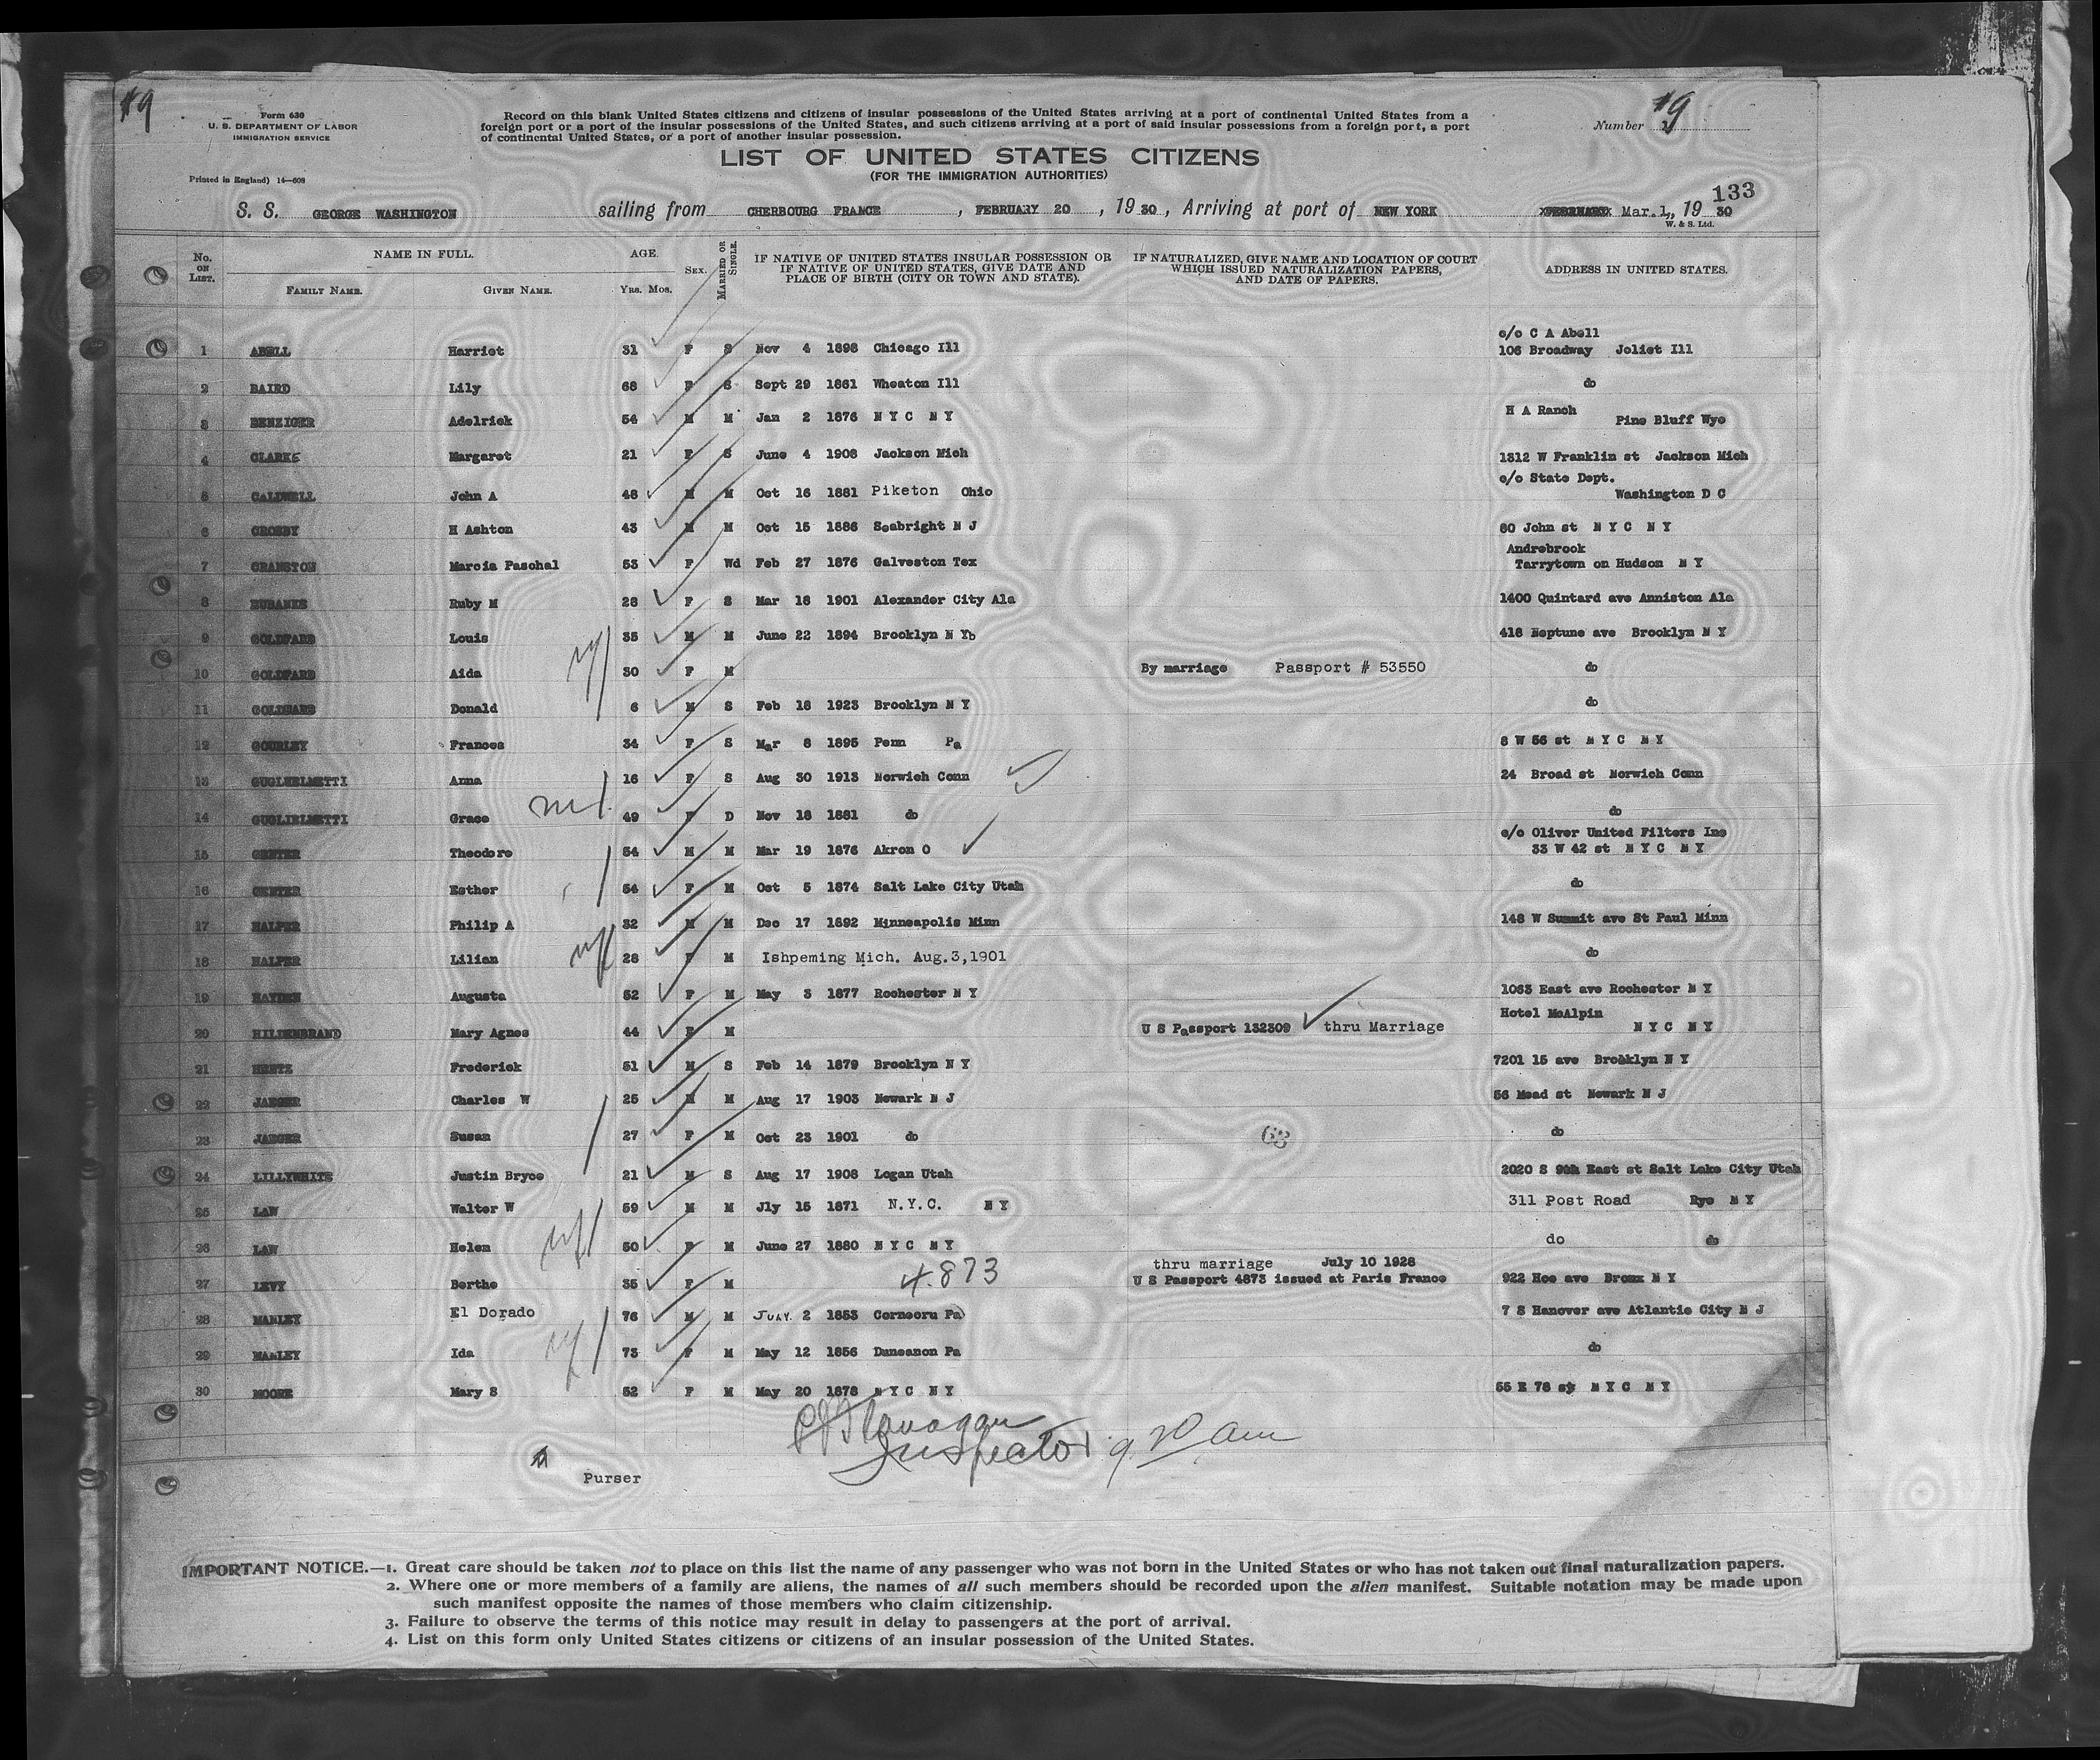 #9
Form 630
U. S. DEPARTMENT OF LABOR
IMMIGRATION SERVICE
Printed in England) 14—608
Record on this blank United States citizens and citizens of insular possessions of the United States arriving at a port of continental United States from a
foreign port or a port of the insular possessions of the United States, and such citizens arriving at a port of said insular possessions from a foreign port, a port
of continental United States, or a port of another insular possession.
Number #9
LIST OF UNITED STATES CITIZENS
(FOR THE IMMIGRATION AUTHORITIES)
133
S. S. GEORGE WASHINGTON sailing from CHERBOURG FRANCE, FEBRUARY 20, 1930, Arriving at port of NEW YORK Mar. 1, 1930
W. & S. Ltd.
No. ON LIST. NAME IN FULL. AGE. SEX. MARRIED OR SINGLE. IF NATIVE OF UNITED STATES INSULAR POSSESSION OR IF NATIVE OF UNITED STATES, GIVE DATE AND PLACE OF BIRTH (CITY OR TOWN AND STATE). IF NATURALIZED, GIVE NAME AND LOCATION OF COURT WHICH ISSUED NATURALIZATION PAPERS, AND DATE OF PAPERS. ADDRESS IN UNITED STATES.
FAMILY NAME. GIVEN NAME. YRS. MOS.
c/o C A Abell
1 ABELL Harriet 31 F S Nov 4 1898 Chicago Ill 106 Broadway Joliet Ill
2 BAIRD Lily 68 F S Sept 29 1861 Wheaton Ill do
H A Ranch
3 BENZIGER Adelrick 54 M M Jan 2 1876 N Y C N Y Pine Bluff Wyo
4 CLARKE Margaret 21 F S June 4 1908 Jackson Mich 1312 W Franklin st Jackson Mich
c/o State Dept.
5 CALDWELL John A 48 M M Oct 16 1881 Piketon Ohio Washington D C
6 CROSBY H Ashton 43 M M Oct 15 1886 Seabright N J 80 John st N Y C N Y
Andrebrook
7 CRANSTON Marcia Paschal 53 F Wd Feb 27 1876 Galveston Tex Tarrytown on Hudson N Y
8 EUBANKS Ruby M 28 F S Mar 18 1901 Alexander City Ala 1400 Quintard ave Anniston Ala
9 GOLDFARB Louis 35 M M June 22 1894 Brooklyn N Y 418 Neptune ave Brooklyn N Y
10 GOLDFARB Aida 30 F M By marriage Passport # 53550 do
11 GOLDFARB Donald 6 M S Feb 18 1923 Brooklyn N Y do
12 GOURLEY Frances 34 F S Mar 8 1895 Penn Pa 8 W 56 st N Y C N Y
13 GUGLHELMETTI Anna 16 F S Aug 30 1913 Norwich Conn 24 Broad st Norwich Conn
14 GUGLIELMETTI Grace 49 F D Nov 18 1881 do do
c/o Oliver United Filters Inc
15 GENTER Theodore 54 M M Mar 19 1876 Akron O 33 W 42 st N Y C N Y
16 GENTER Esther 54 F M Oct 5 1874 Salt Lake City Utah do
17 HALPER Philip A 32 M M Dec 17 1892 Minneapolis Minn 148 W Summit ave St Paul Minn
18 HALPER Lilian 28 F M Ishpeming Mich. Aug.3,1901 do
19 HAYDEN Augusta 52 F M May 3 1877 Rochester N Y 1063 East ave Rochester N Y
Hotel McAlpin
20 HILDENBRAND Mary Agnes 44 F M U S Passport 132309 thru Marriage N Y C N Y
21 HENTZ Frederick 51 M S Feb 14 1879 Brooklyn N Y 7201 15 ave Brooklyn N Y
22 JAEGER Charles W 25 M M Aug 17 1903 Newark N J 56 Mead st Newark N J
23 JAEGER Susan 27 F M Oct 23 1901 do 63 do
24 LILLYWHITE Justin Bryce 21 M S Aug 17 1908 Logan Utah 2020 S 9th East st Salt Lake City Utah
25 LAW Walter W 59 M M Jly 15 1871 N.Y.C. N Y 311 Post Road Rye N Y
26 LAW Helen 50 F M June 27 1880 N Y C N Y do do
thru marriage July 10 1928
27 LEVY Berthe 35 F M 4.873 U S Passport 4873 issued at Paris France 922 Hoe ave Bronx N Y
28 MANLEY El Dorado 76 M M JULY. 2 1853 Corneeru Pa 7 S Hanover ave Atlantic City N J
29 MANLEY Ida 73 F M May 12 1856 Duncanon Pa do
30 MOORE Mary S 52 F M May 20 1878 N Y C N Y 55 E 78 st N Y C N Y
Flanagan
Inspector 9 30 am
Purser
IMPORTANT NOTICE.—1. Great care should be taken not to place on this list the name of any passenger who was not born in the United States or who has not taken out final naturalization papers.
2. Where one or more members of a family are aliens, the names of all such members should be recorded upon the alien manifest. Suitable notation may be made upon
such manifest opposite the names of those members who claim citizenship.
3. Failure to observe the terms of this notice may result in delay to passengers at the port of arrival.
4. List on this form only United States citizens or citizens of an insular possession of the United States.